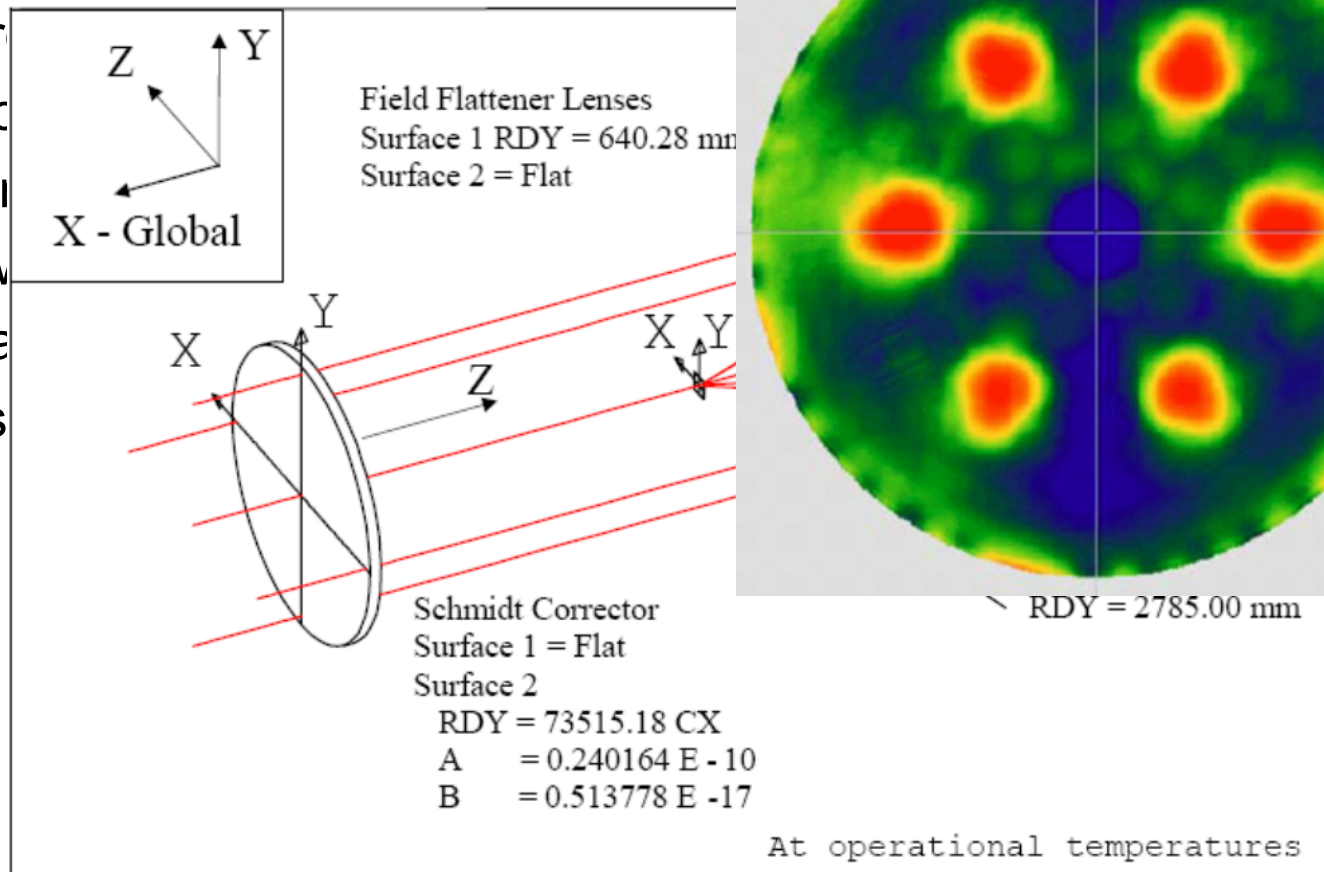 Z
Y
X - Global
Field Flattener Lenses
Surface 1 RDY = 640.28
Surface 2 = Flat
Y
X
Z
X
Y
RDY = 2785.00 mm
Schmidt Corrector
Surface 1 = Flat
Surface 2
RDY = 73515.18 CX
A = 0.240164 E - 10
B = 0.513778 E -17
At operational temperatures